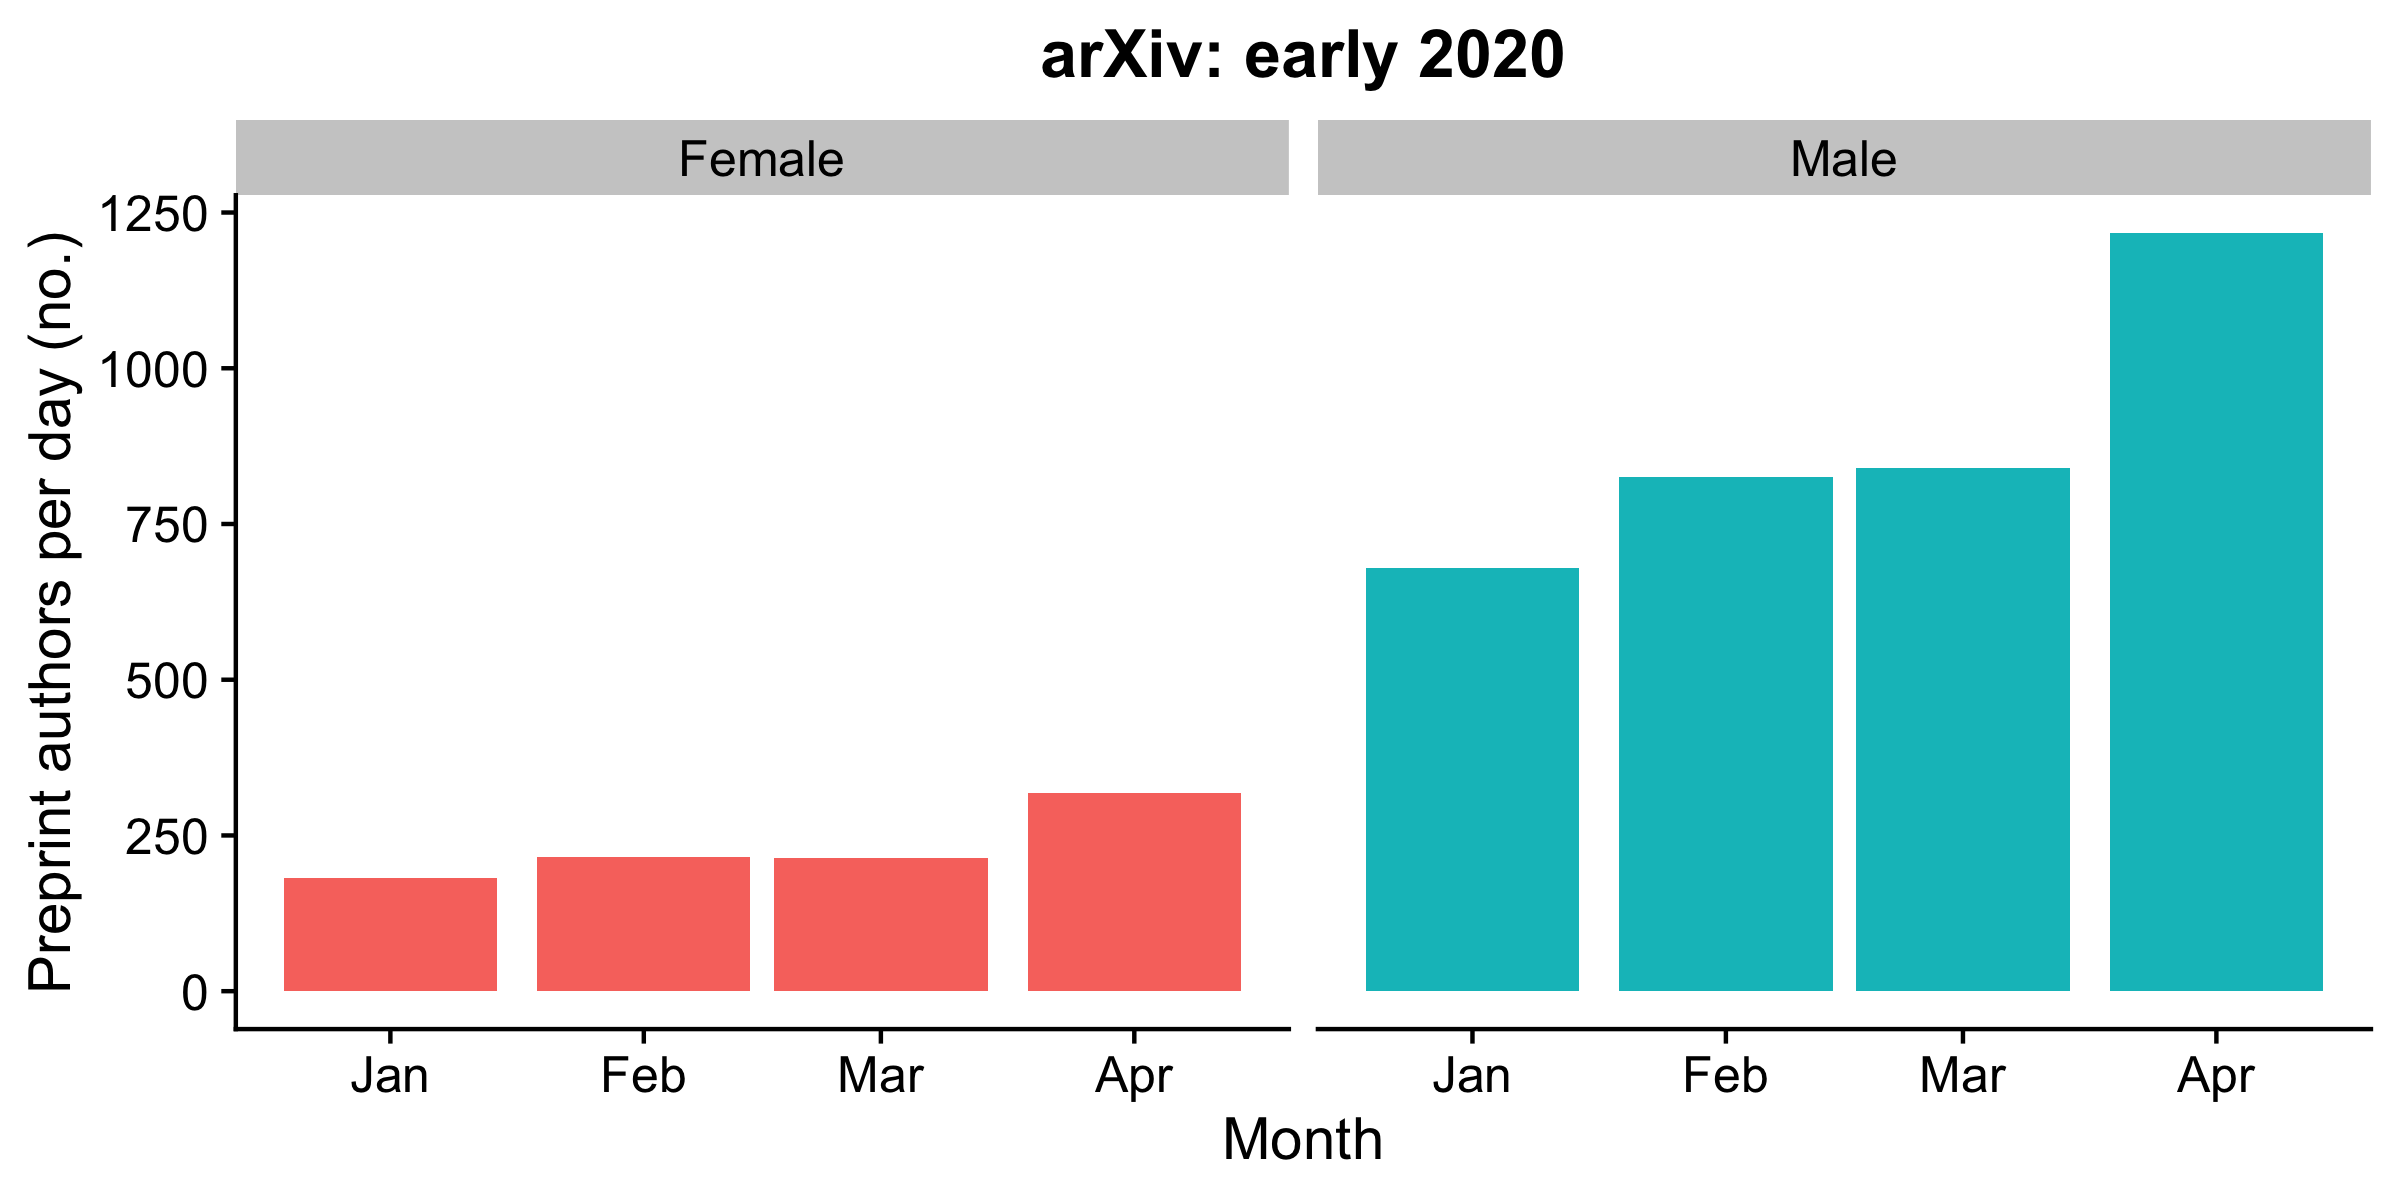 arXiv: early 2020
Female
Male
Preprint authors per day (no.)
1250
1000
750
500
250
0
Jan Feb Mar Apr
Jan Feb Mar Apr
Month